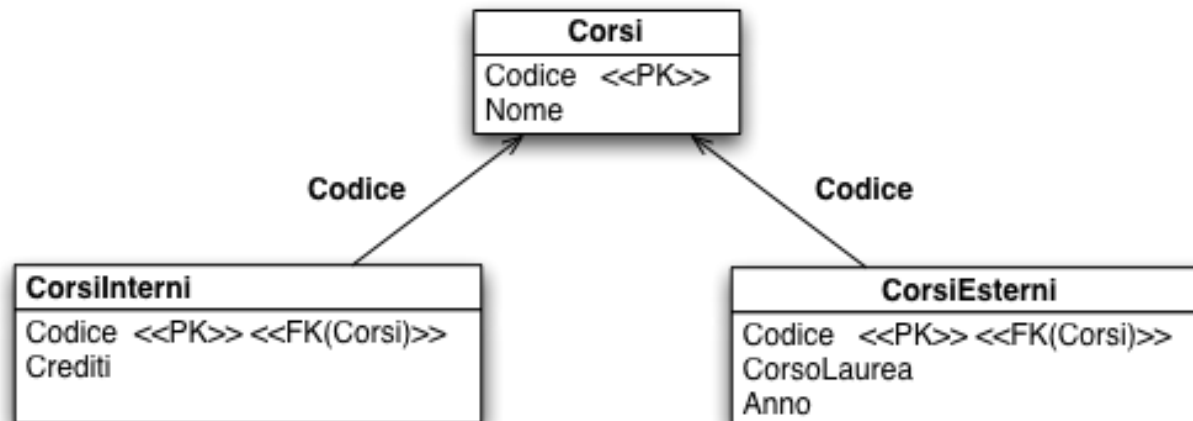 Corsi
Codice <<PK>>
Nome
Codice
Codice
CorsiInterni
Codice <<PK>> <<FK(Corsi)>>
Crediti
CorsiEsterni
Codice <<PK>> <<FK(Corsi)>>
CorsoLaurea
Anno